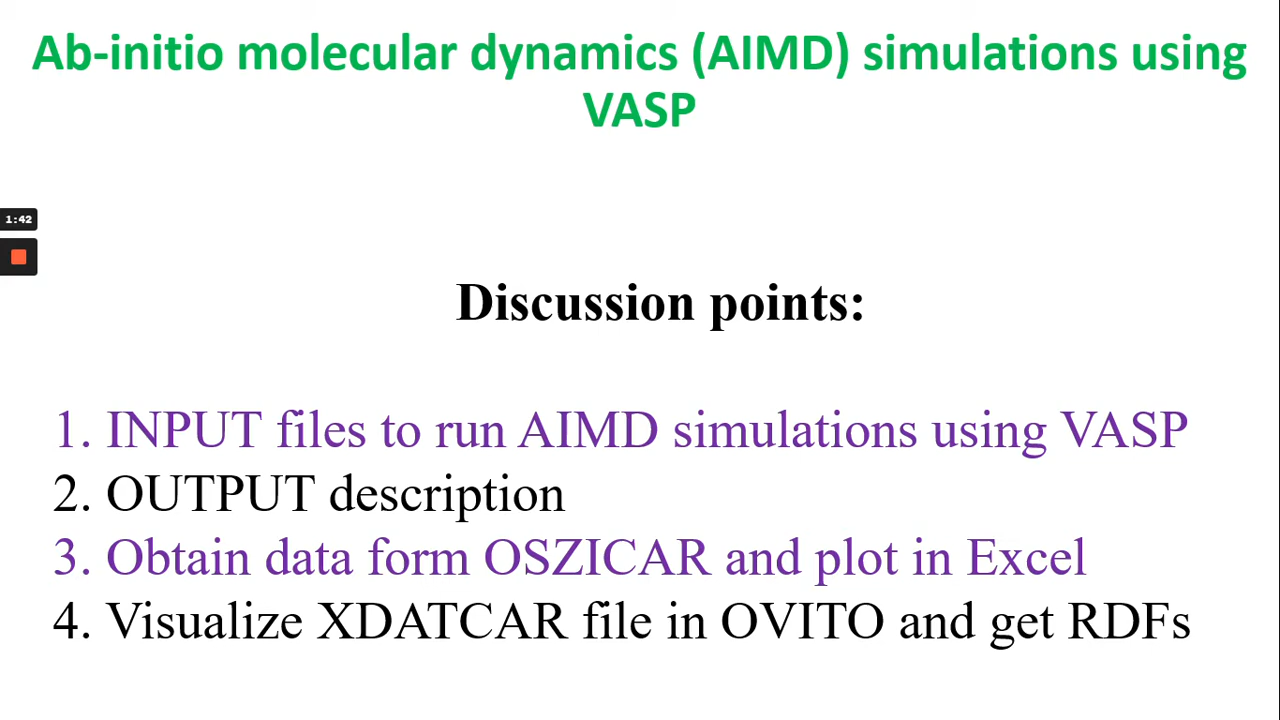 Ab-initio molecular dynamics (AIMD) simulations using
VASP
1:42
Discussion points:
1. INPUT files to run AIMD simulations using VASP
2. OUTPUT description
3. Obtain data form OSZICAR and plot in Excel
4. Visualize XDATCAR file in OVITO and get RDFs